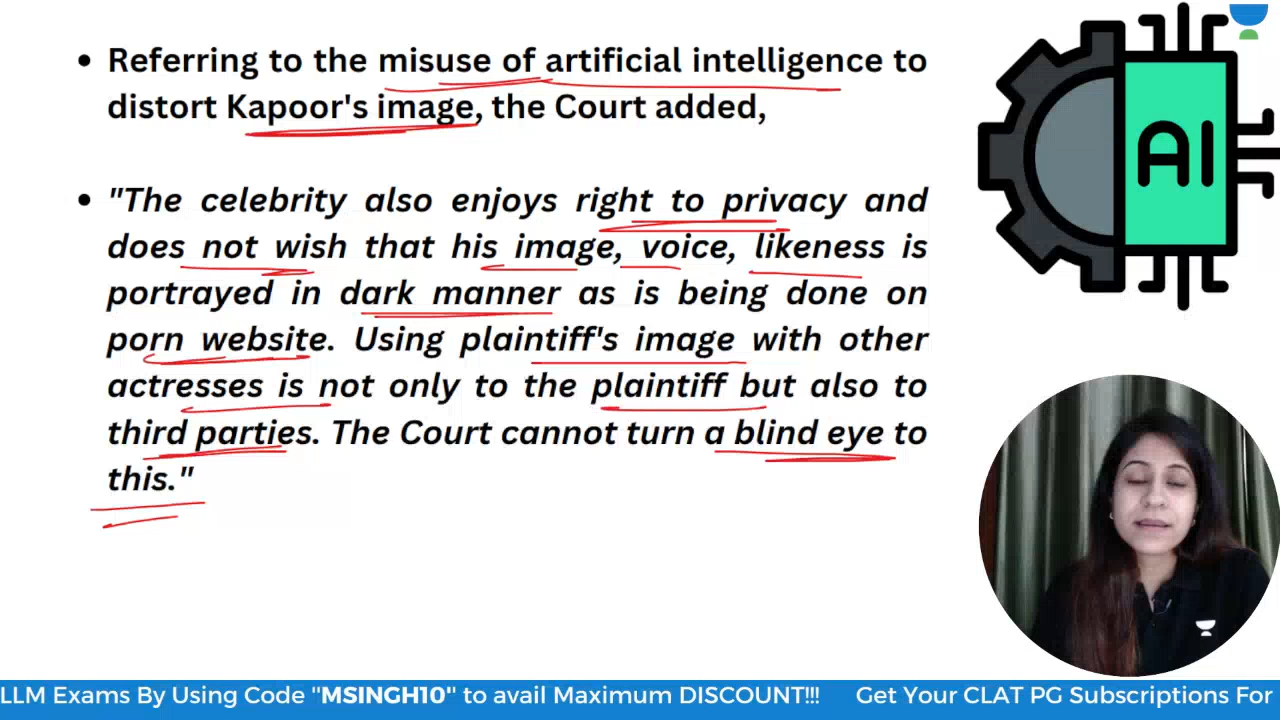 • Referring to the misuse of artificial intelligence to
distort Kapoor's image, the Court added,
• "The celebrity also enjoys right to privacy and
does not wish that his image, voice, likeness is
portrayed in dark manner as is being done on
porn website. Using plaintiff's image with other
actresses is not only to the plaintiff but also to
third parties. The Court cannot turn a blind eye to
this."
AI
LLM Exams By Using Code "MSINGH10" to avail Maximum DISCOUNT!!! Get Your CLAT PG Subscriptions For